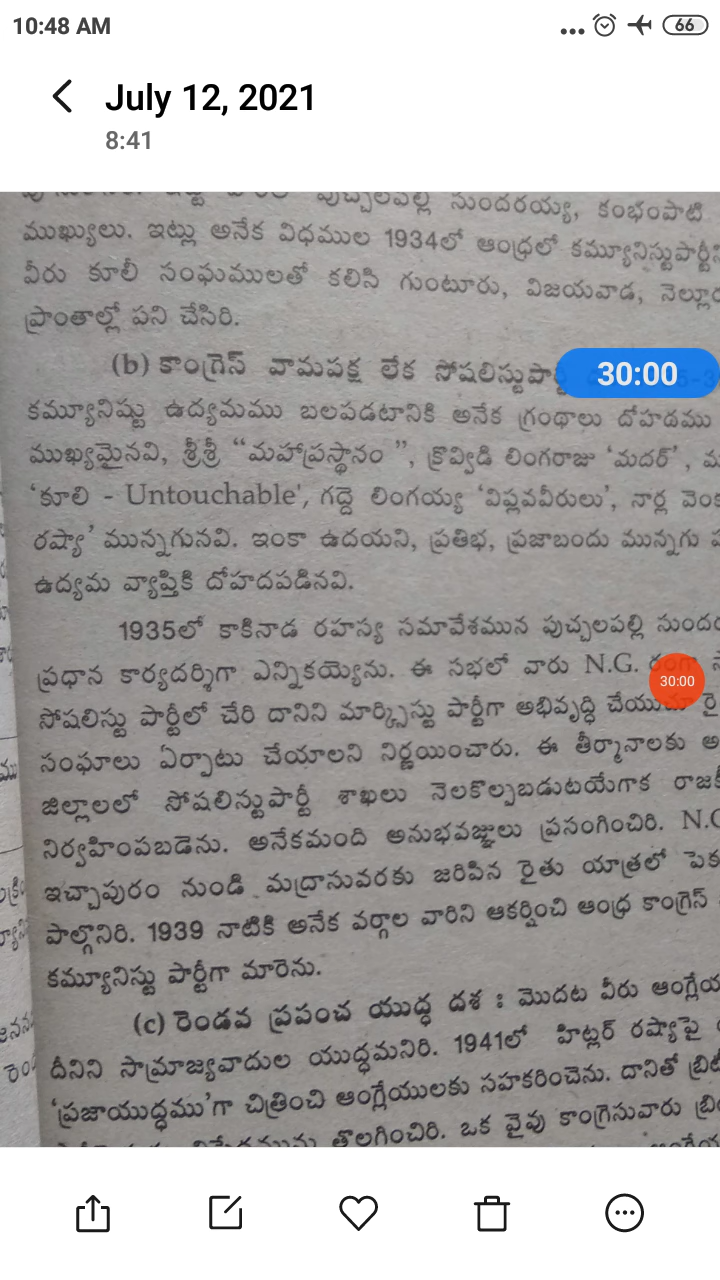 10:48 AM
66
July 12, 2021
8:41
పుచ్చలపల్లి సుందరయ్య, కంభంపాటి
ముఖ్యులు. ఇట్లు అనేక విధముల 1934లో ఆంధ్రలో కమ్యూనిస్టుపార్టీ
వీరు కూలీ సంఘములతో కలిసి గుంటూరు, విజయవాడ,
ప్రాంతాల్లో పని చేసిరి.
(b) కాంగ్రెస్ వామపక్ష లేక సోషలిస్టుపార్టీ
30:00
కమ్యూనిష్టు ఉద్యమము బలపడటానికి అనేక గ్రంథాలు దోహదము
ముఖ్యమైనవి, శ్రీశ్రీ “మహాప్రస్థానం”, క్రొవ్విడి లింగరాజు ‘మదర్’,
‘కూలి - Untouchable', గద్దె లింగయ్య ‘విప్లవవీరులు’, నార్ల
రష్యా’ మున్నగునవి. ఇంకా ఉదయని, ప్రతిభ, ప్రజాబందు మున్నగు
ఉద్యమ వ్యాప్తికి దోహదపడినవి.
1935లో కాకినాడ రహస్య సమావేశమున పుచ్చలపల్లి
ప్రధాన కార్యదర్శిగా ఎన్నికయ్యెను. ఈ సభలో వారు N.G. రంగా
30:00
సోషలిస్టు పార్టీలో చేరి దానిని మార్క్సిస్టు పార్టీగా అభివృద్ధి చేయుచూ
సంఘాలు ఏర్పాటు చేయాలని నిర్ణయించారు. ఈ తీర్మానాలకు
జిల్లాలలో సోషలిస్టుపార్టీ శాఖలు నెలకొల్పబడుటయేగాక
నిర్వహింపబడెను. అనేకమంది అనుభవజ్ఞులు ప్రసంగించిరి.
ఇచ్ఛాపురం నుండి మద్రాసువరకు జరిపిన రైతు యాత్రలో
పాల్గొనిరి. 1939 నాటికి అనేక వర్గాల వారిని ఆకర్షించి ఆంధ్ర కాంగ్రెస్
కమ్యూనిస్టు పార్టీగా మారెను.
(c) రెండవ ప్రపంచ యుద్ధ దశ : మొదట వీరు
దీనిని సామ్రాజ్యవాదుల యుద్ధమనిరి. 1941లో హిట్లర్ రష్యాపై
‘ప్రజాయుద్ధము’గా చిత్రించి ఆంగ్లేయులకు సహకరించెను. దానితో
తొలగించిరి. ఒక వైవు కాంగ్రెసువారు